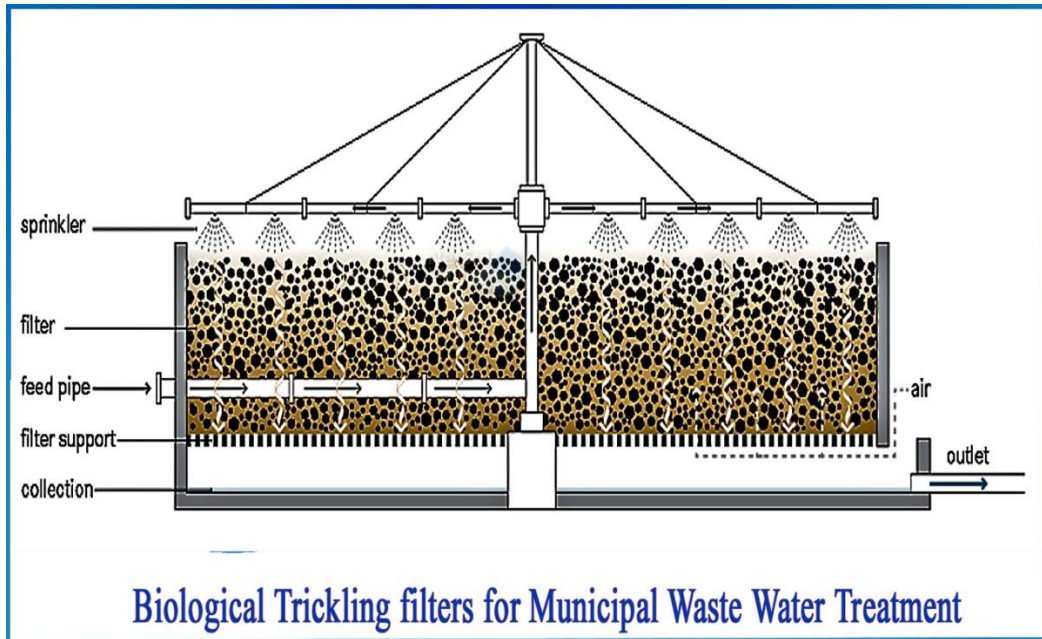 sprinkler
filter
feed pipe
air
filter support
outlet
collection
Biological Trickling filters for Municipal Waste Water Treatment